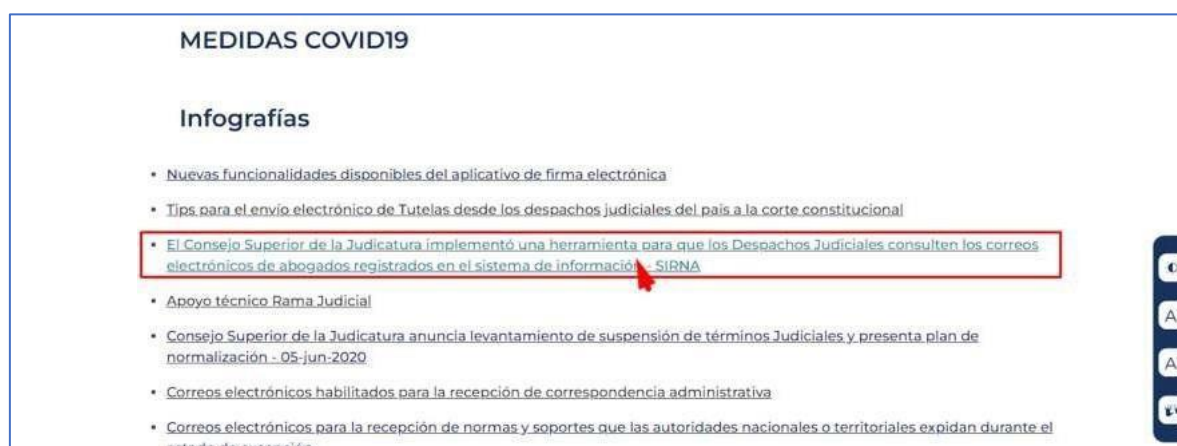 MEDIDAS COVID19
Infografías
• Nuevas funcionalidades disponibles del aplicativo de firma electrónica
• Tips para el envío electrónico de Tutelas desde los despachos judiciales del país a la corte constitucional
• El Consejo Superior de la Judicatura implementó una herramienta para que los Despachos Judiciales consulten los correos
electrónicos de abogados registrados en el sistema de información - SIRNA
• Apoyo técnico Rama Judicial
• Consejo Superior de la Judicatura anuncia levantamiento de suspensión de términos Judiciales y presenta plan de
normalización - 05-jun-2020
• Correos electrónicos habilitados para la recepción de correspondencia administrativa
• Correos electrónicos para la recepción de normas y soportes que las autoridades nacionales o territoriales expidan durante el